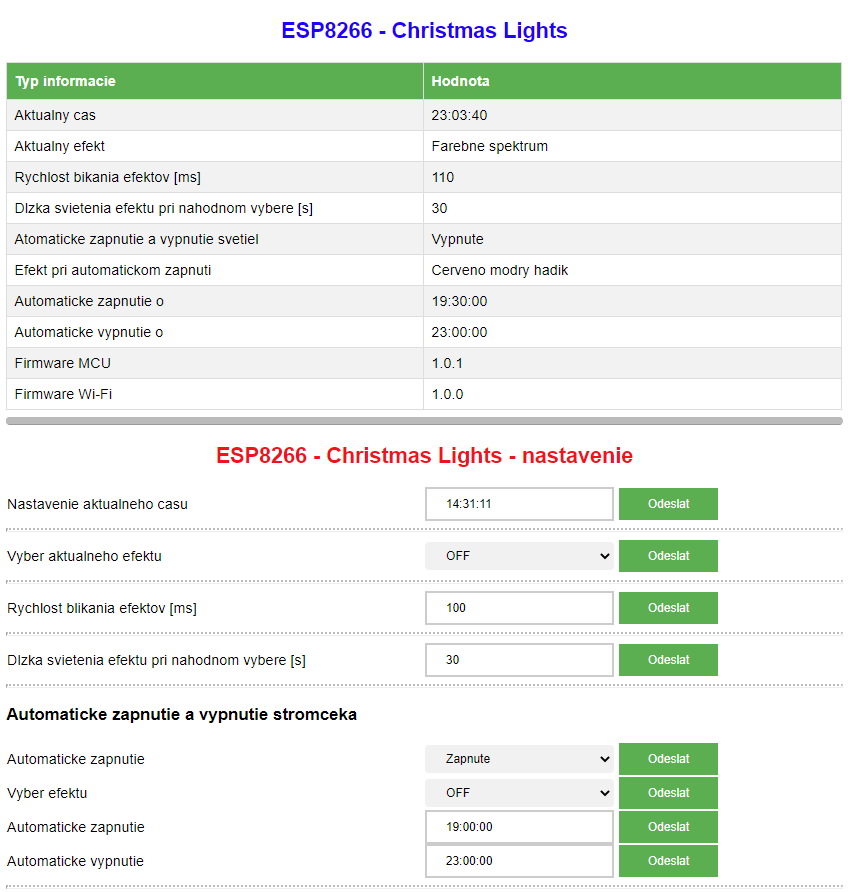 ESP8266 - Christmas Lights
Typ informacie Hodnota
Aktualny cas 23:03:40
Aktualny efekt Farebne spektrum
Rychlost bikania efektov [ms] 110
Dlzka svietenia efektu pri nahodnom vybere [s] 30
Atomaticke zapnutie a vypnutie svetiel Vypnute
Efekt pri automatickom zapnuti Cerveno modry hadik
Automaticke zapnutie o 19:30:00
Automaticke vypnutie o 23:00:00
Firmware MCU 1.0.1
Firmware Wi-Fi 1.0.0
ESP8266 - Christmas Lights - nastavenie
Nastavenie aktualneho casu 14:31:11 Odeslat
Vyber aktualneho efektu OFF Odeslat
Rychlost blikania efektov [ms] 100 Odeslat
Dlzka svietenia efektu pri nahodnom vybere [s] 30 Odeslat
Automaticke zapnutie a vypnutie stromceka
Automaticke zapnutie Zapnute Odeslat
Vyber efektu OFF Odeslat
Automaticke zapnutie 19:00:00 Odeslat
Automaticke vypnutie 23:00:00 Odeslat